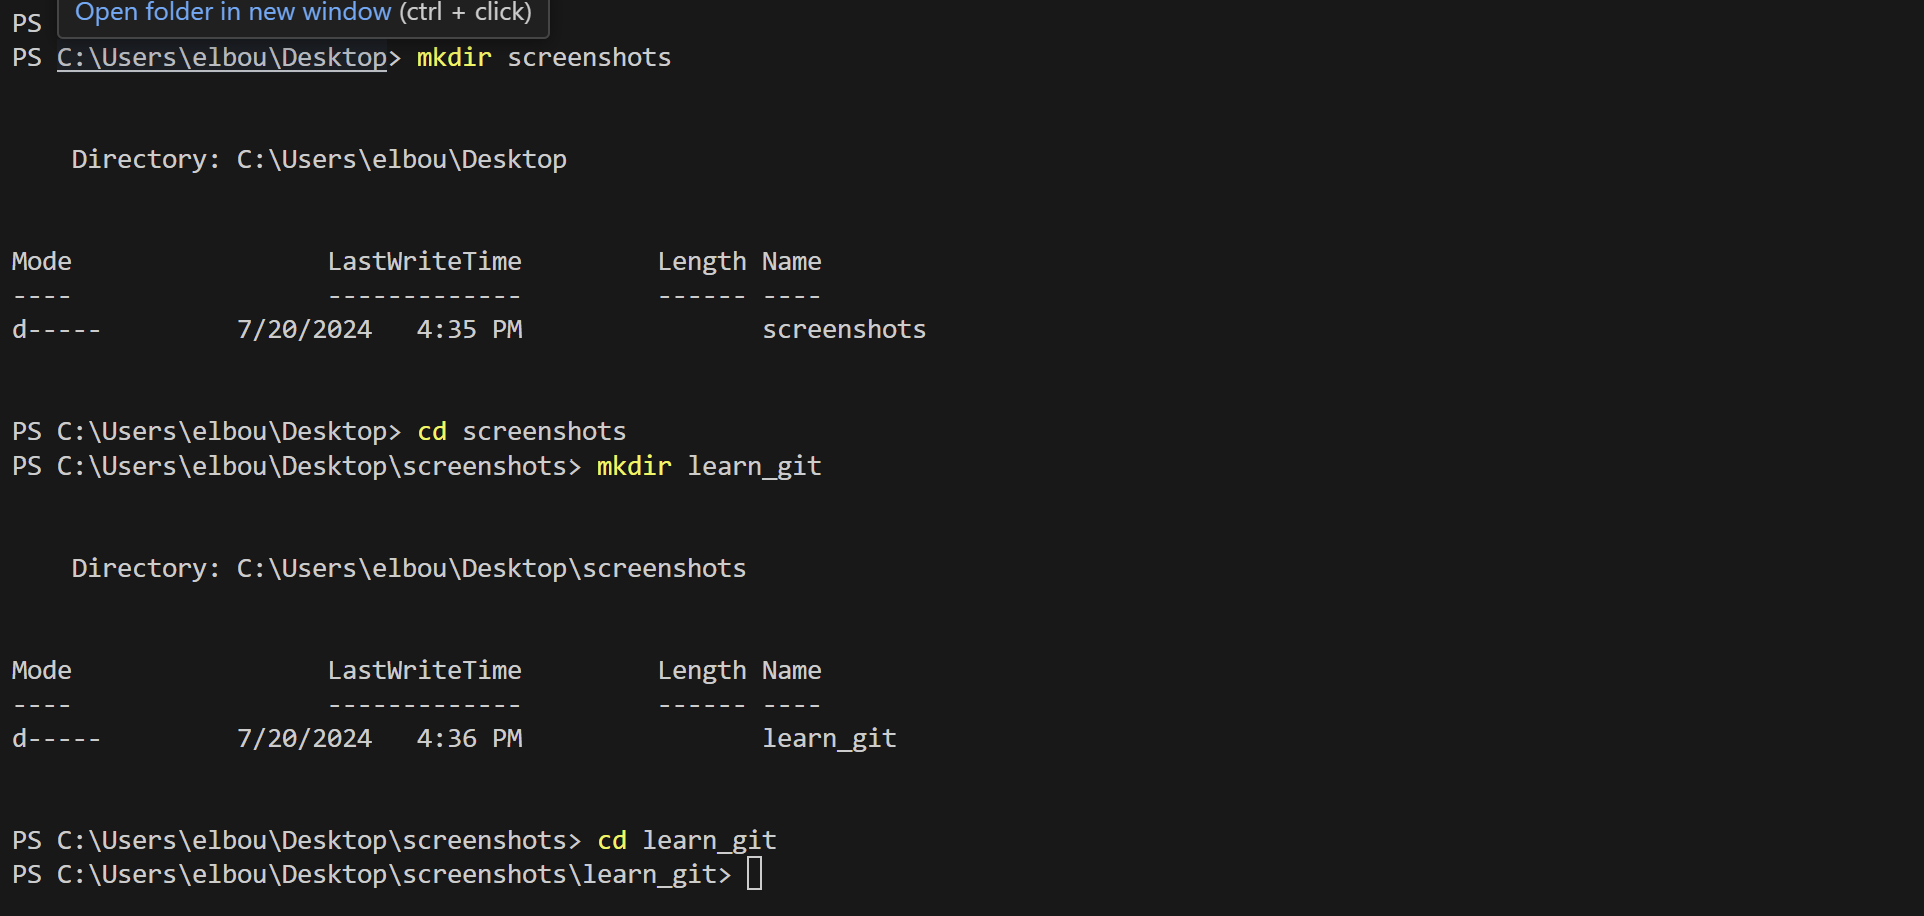 Open folder in new window (ctrl + click)
PS
PS C:\Users\elbou\Desktop> mkdir screenshots
Directory: C:\Users\elbou\Desktop
Mode                 LastWriteTime         Length Name
----                 -------------         ------ ----
d-----         7/20/2024   4:35 PM                screenshots
PS C:\Users\elbou\Desktop> cd screenshots
PS C:\Users\elbou\Desktop\screenshots> mkdir learn_git
Directory: C:\Users\elbou\Desktop\screenshots
Mode                 LastWriteTime         Length Name
----                 -------------         ------ ----
d-----         7/20/2024   4:36 PM                learn_git
PS C:\Users\elbou\Desktop\screenshots> cd learn_git
PS C:\Users\elbou\Desktop\screenshots\learn_git>